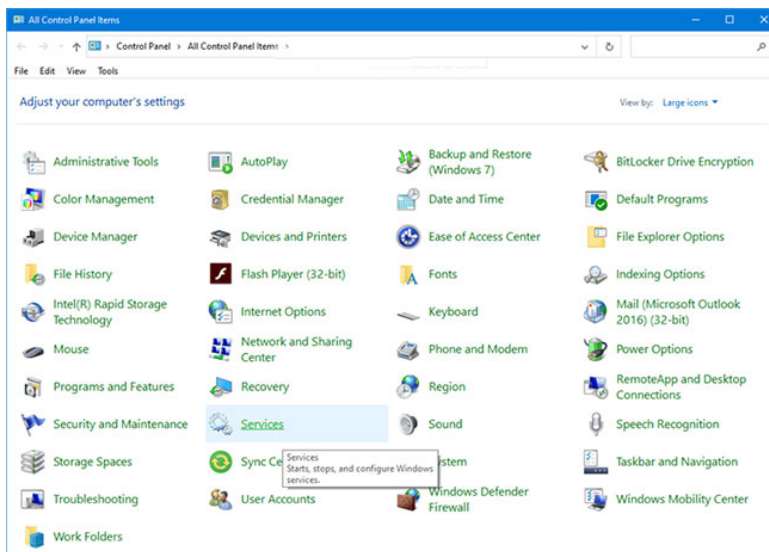 All Control Panel Items
Control Panel > All Control Panel Items >
File Edit View Tools
Adjust your computer's settings
View by: Large icons
Administrative Tools
AutoPlay
Backup and Restore
(Windows 7)
BitLocker Drive Encryption
Color Management
Credential Manager
Date and Time
Default Programs
Device Manager
Devices and Printers
Ease of Access Center
File Explorer Options
File History
Flash Player (32-bit)
Fonts
Indexing Options
Intel(R) Rapid Storage
Technology
Internet Options
Keyboard
Mail (Microsoft Outlook
2016) (32-bit)
Mouse
Network and Sharing
Center
Phone and Modem
Power Options
Programs and Features
Recovery
Region
RemoteApp and Desktop
Connections
Security and Maintenance
Services
Sound
Speech Recognition
Storage Spaces
Sync Ce
Services
Starts, stops, and configure Windows
services.
ystem
Taskbar and Navigation
Troubleshooting
User Accounts
Windows Defender
Firewall
Windows Mobility Center
Work Folders